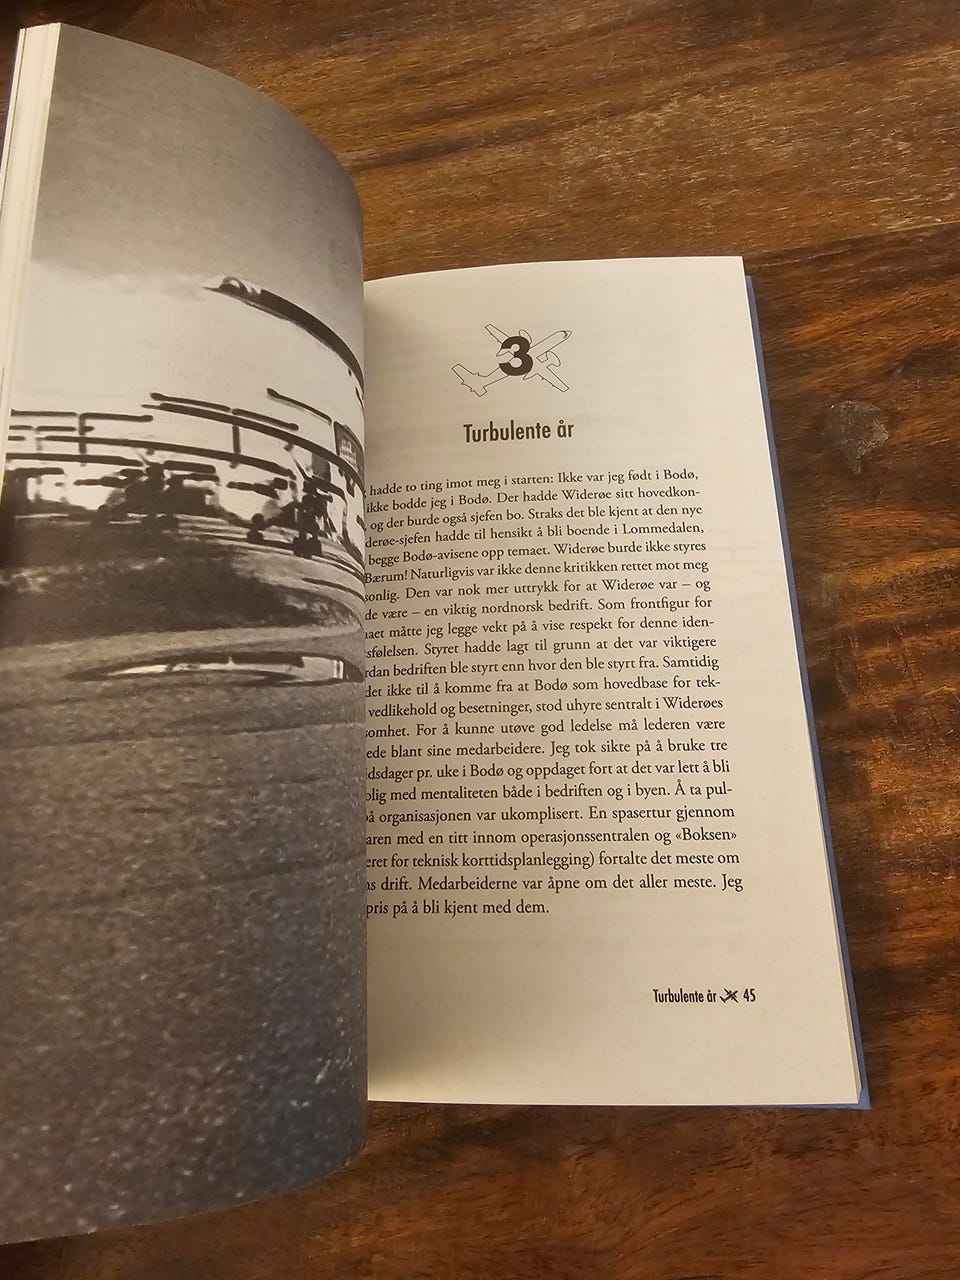 3
Turbulente år
hadde to ting imot meg i starten: Ikke var jeg født i Bodø,
ikke bodde jeg i Bodø. Der hadde Widerøe sitt hovedkon-
og der burde også sjefen bo. Straks det ble kjent at den nye
derøe-sjefen hadde til hensikt å bli boende i Lommedalen,
begge Bodø-avisene opp temaet. Widerøe burde ikke styres
Bærum! Naturligvis var ikke denne kritikken rettet mot meg
sonlig. Den var nok mer uttrykk for at Widerøe var – og
de være – en viktig nordnorsk bedrift. Som frontfigur for
aet måtte jeg legge vekt på å vise respekt for denne iden-
sfølelsen. Styret hadde lagt til grunn at det var viktigere
rdan bedriften ble styrt enn hvor den ble styrt fra. Samtidig
det ikke til å komme fra at Bodø som hovedbase for tek-
vedlikehold og besetninger, stod uhyre sentralt i Widerøes
somhet. For å kunne utøve god ledelse må lederen være
ede blant sine medarbeidere. Jeg tok sikte på å bruke tre
idsdager pr. uke i Bodø og oppdaget fort at det var lett å bli
olig med mentaliteten både i bedriften og i byen. Å ta pul-
å organisasjonen var ukomplisert. En spasertur gjennom
aren med en titt innom operasjonssentralen og «Boksen»
eret for teknisk korttidsplanlegging) fortalte det meste om
ns drift. Medarbeiderne var åpne om det aller meste. Jeg
pris på å bli kjent med dem.
Turbulente år 45